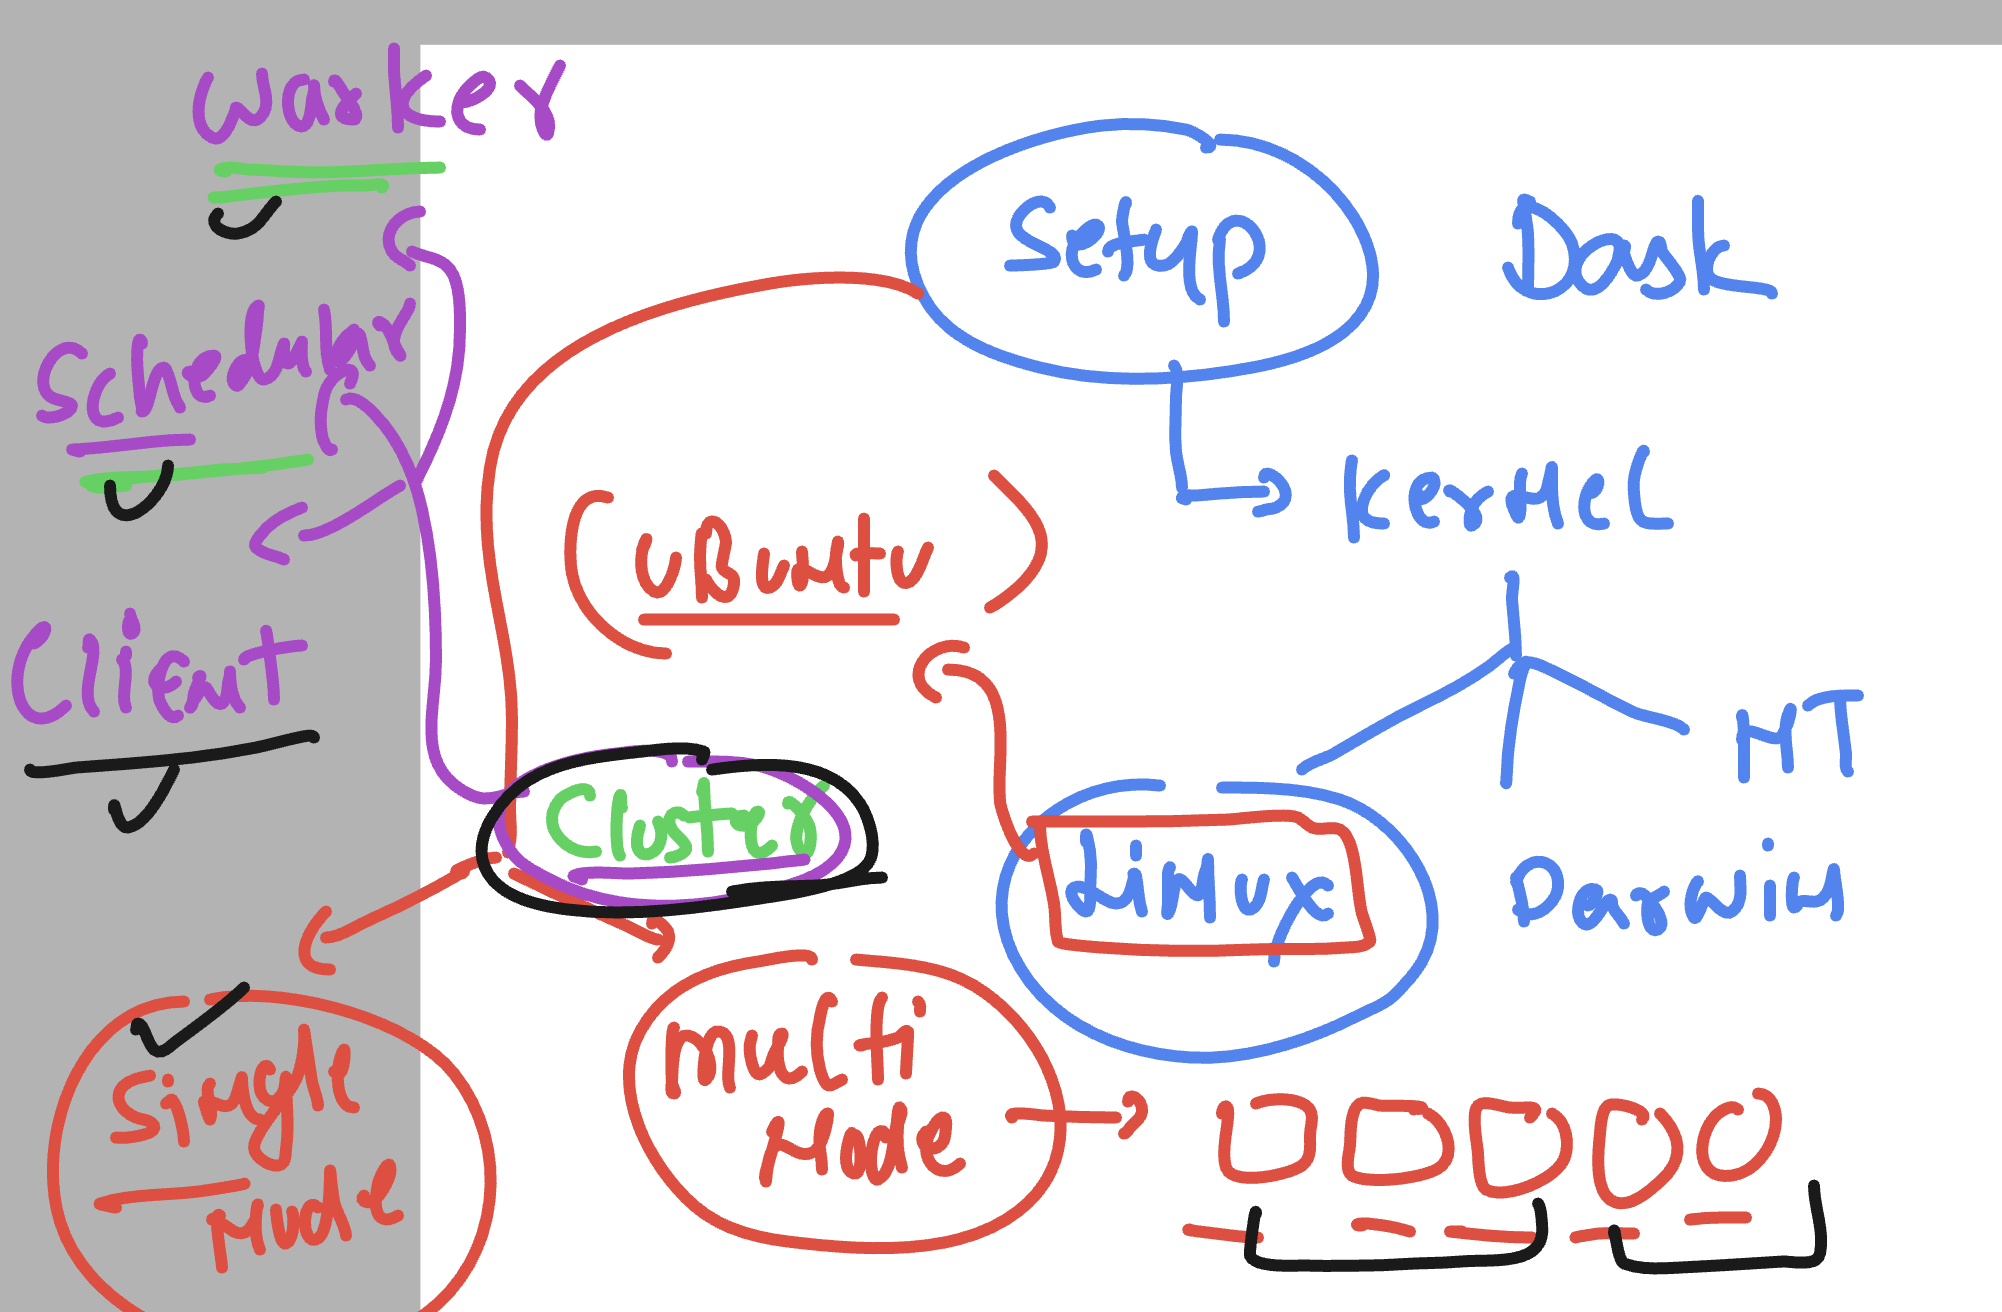 Worker
Setup
Dask
Schedular
Kernel
(Ubuntu)
Client
NT
Cluster
Linux
Darwin
Multi
Node
Single
Node